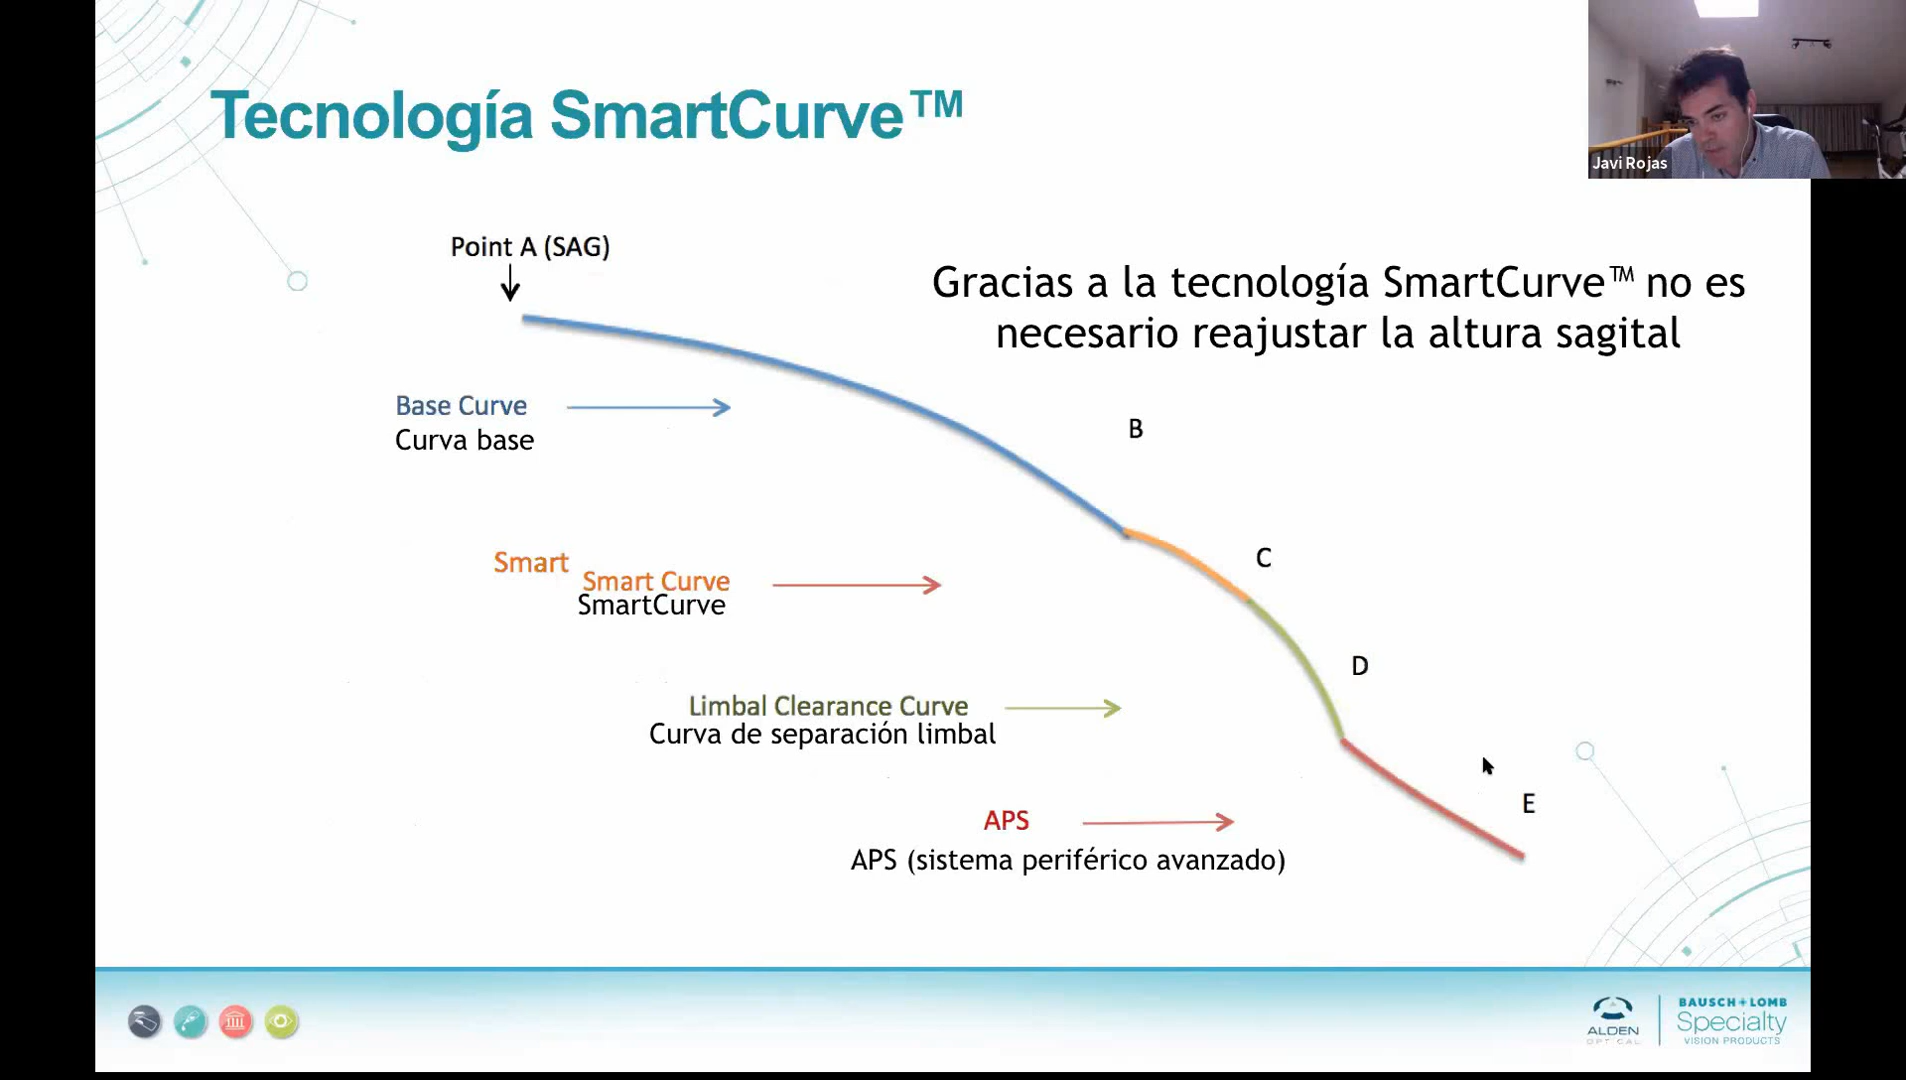 Tecnología SmartCurve™
Javi Rojas
Point A (SAG)
Gracias a la tecnología SmartCurve™ no es
necesario reajustar la altura sagital
Base Curve
Curva base
B
Smart
Smart Curve
SmartCurve
C
D
Limbal Clearance Curve
Curva de separación limbal
E
APS
APS (sistema periférico avanzado)
ALDEN
OPTICAL
BAUSCH + LOMB
Specialty
VISION PRODUCTS